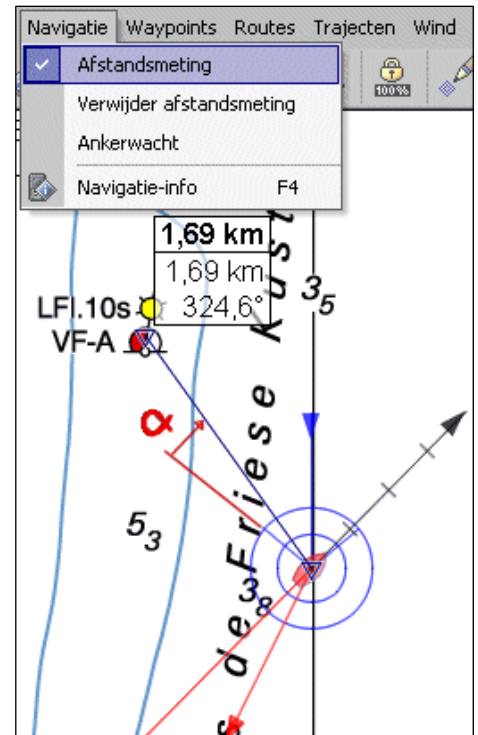 Navigatie Waypoints Routes Trajecten Wind
Afstandsmeting
Verwijder afstandsmeting
Ankerwacht
Navigatie-info F4
100%
1,69 km
1,69 km
324,6°
LFl.10s
VF-A
3₅
α
5₃
3₈
s de Friese Kust